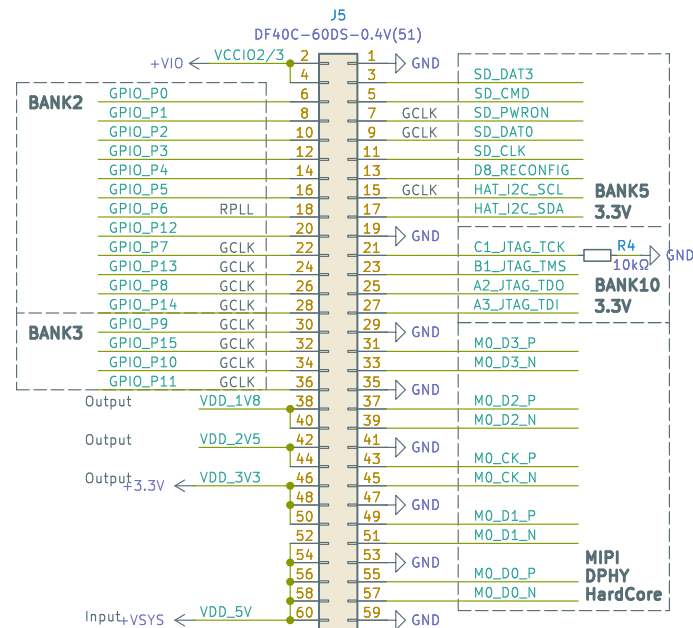 J5
DF40C-60DS-0.4V(51)
+VIO VCCIO2/3 2 1 GND
4 3 SD_DAT3
BANK2 GPIO_P0 6 5 SD_CMD
GPIO_P1 8 7 GCLK SD_PWRON
GPIO_P2 10 9 GCLK SD_DAT0
GPIO_P3 12 11 SD_CLK
GPIO_P4 14 13 D8_RECONFIG
GPIO_P5 16 15 GCLK HAT_I2C_SCL BANK5
GPIO_P6 RPLL 18 17 HAT_I2C_SDA 3.3V
GPIO_P12 20 19 GND
GPIO_P7 GCLK 22 21 C1_JTAG_TCK R4 10kΩ GND
GPIO_P13 GCLK 24 23 B1_JTAG_TMS
GPIO_P8 GCLK 26 25 A2_JTAG_TDO BANK10
GPIO_P14 GCLK 28 27 A3_JTAG_TDI 3.3V
BANK3 GPIO_P9 GCLK 30 29 GND
GPIO_P15 GCLK 32 31 M0_D3_P
GPIO_P10 GCLK 34 33 M0_D3_N
GPIO_P11 GCLK 36 35 GND
Output VDD_1V8 38 37 M0_D2_P
40 39 M0_D2_N
Output VDD_2V5 42 41 GND
44 43 M0_CK_P
Output +3.3V VDD_3V3 46 45 M0_CK_N
48 47 GND
50 49 M0_D1_P
52 51 M0_D1_N
54 53 GND MIPI
56 55 M0_D0_P DPHY
58 57 M0_D0_N HardCore
Input +VSYS VDD_5V 60 59 GND